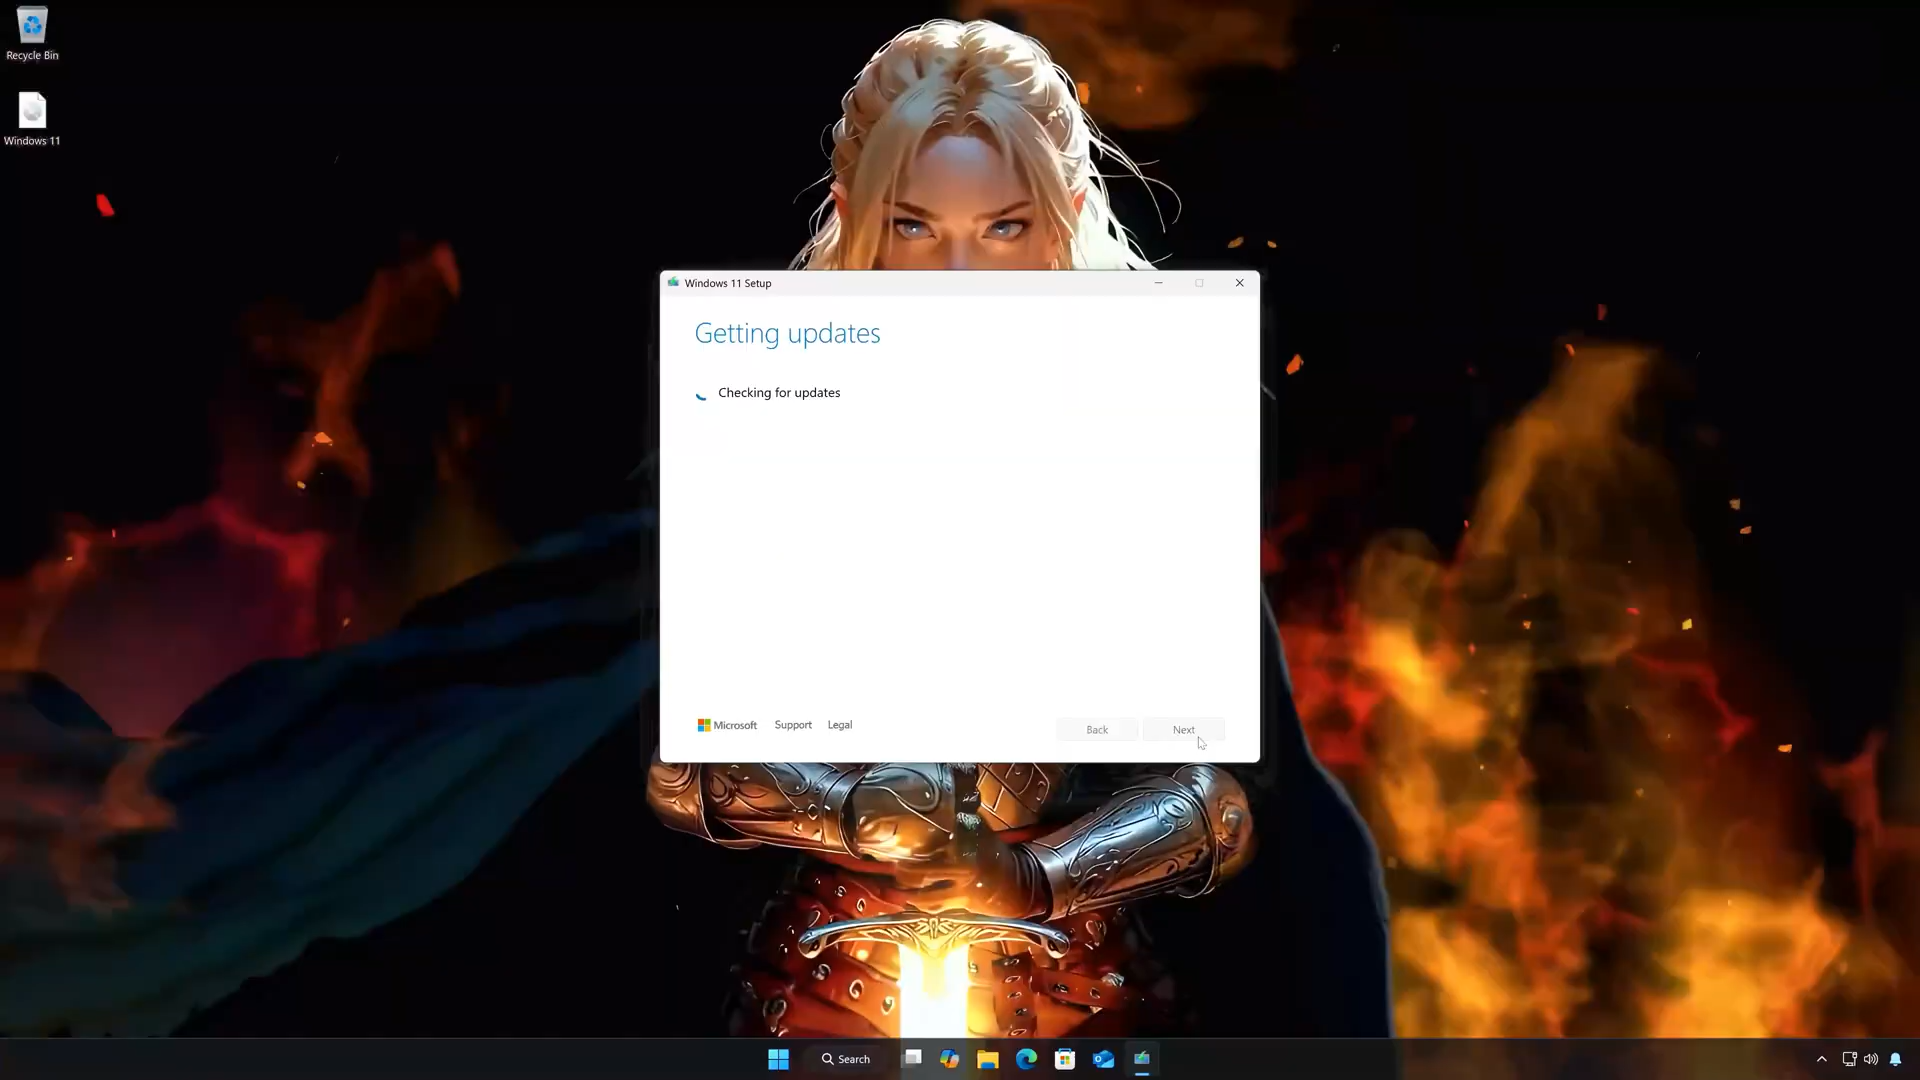 Recycle Bin
Windows 11
Windows 11 Setup
Getting updates
Checking for updates
Microsoft
Support
Legal
Back
Next
Search